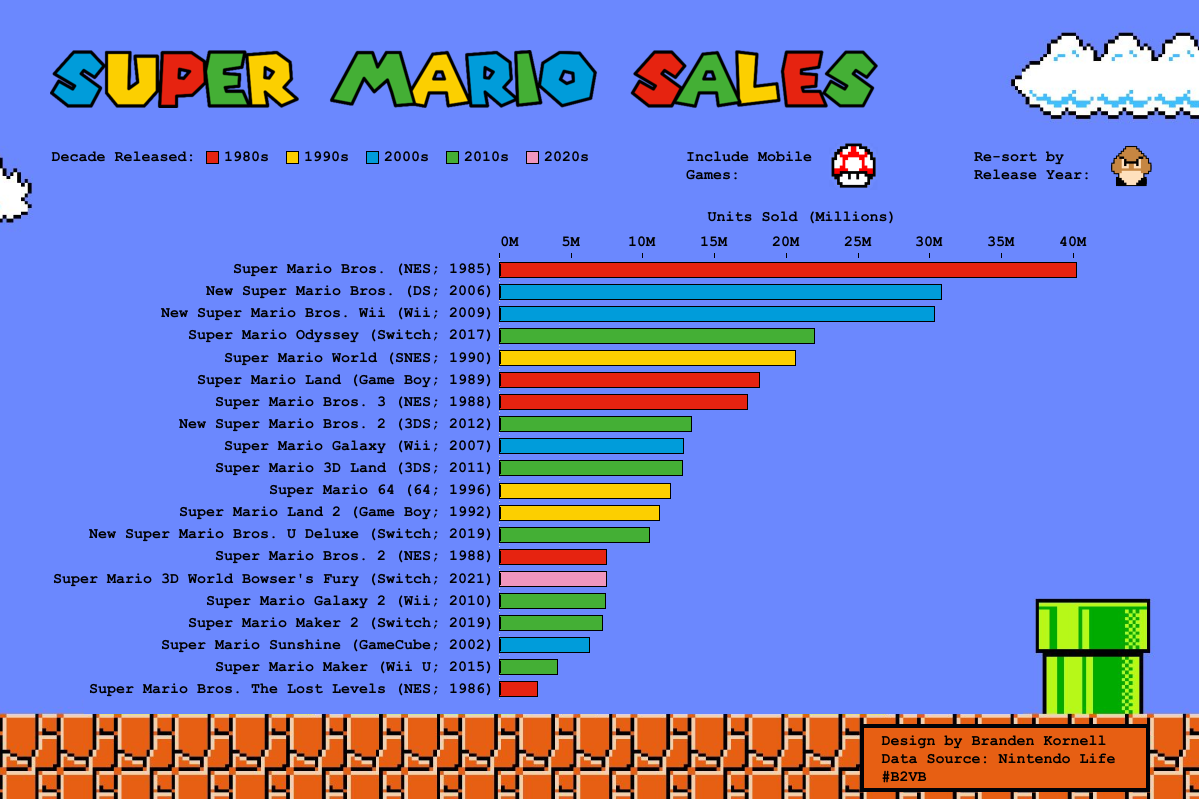 SUPER MARIO SALES
Decade Released: 1980s 1990s 2000s 2010s 2020s
Include Mobile
Games:
Re-sort by
Release Year:
Units Sold (Millions)
0M 5M 10M 15M 20M 25M 30M 35M 40M
Super Mario Bros. (NES; 1985)
New Super Mario Bros. (DS; 2006)
New Super Mario Bros. Wii (Wii; 2009)
Super Mario Odyssey (Switch; 2017)
Super Mario World (SNES; 1990)
Super Mario Land (Game Boy; 1989)
Super Mario Bros. 3 (NES; 1988)
New Super Mario Bros. 2 (3DS; 2012)
Super Mario Galaxy (Wii; 2007)
Super Mario 3D Land (3DS; 2011)
Super Mario 64 (64; 1996)
Super Mario Land 2 (Game Boy; 1992)
New Super Mario Bros. U Deluxe (Switch; 2019)
Super Mario Bros. 2 (NES; 1988)
Super Mario 3D World Bowser's Fury (Switch; 2021)
Super Mario Galaxy 2 (Wii; 2010)
Super Mario Maker 2 (Switch; 2019)
Super Mario Sunshine (GameCube; 2002)
Super Mario Maker (Wii U; 2015)
Super Mario Bros. The Lost Levels (NES; 1986)
Design by Branden Kornell
Data Source: Nintendo Life
#B2VB